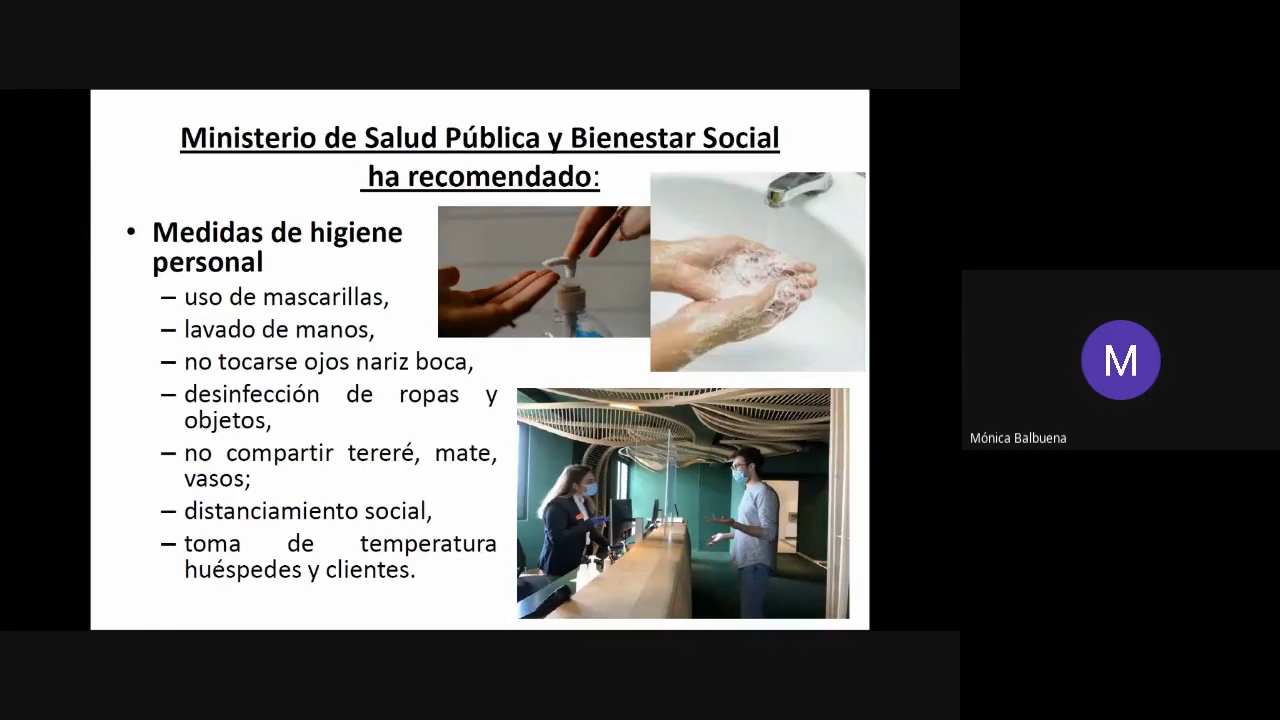 Ministerio de Salud Pública y Bienestar Social
ha recomendado:
• Medidas de higiene
personal
– uso de mascarillas,
– lavado de manos,
– no tocarse ojos nariz boca,
– desinfección de ropas y
objetos,
– no compartir tereré, mate,
vasos;
– distanciamiento social,
– toma de temperatura
huéspedes y clientes.
M
Mónica Balbuena